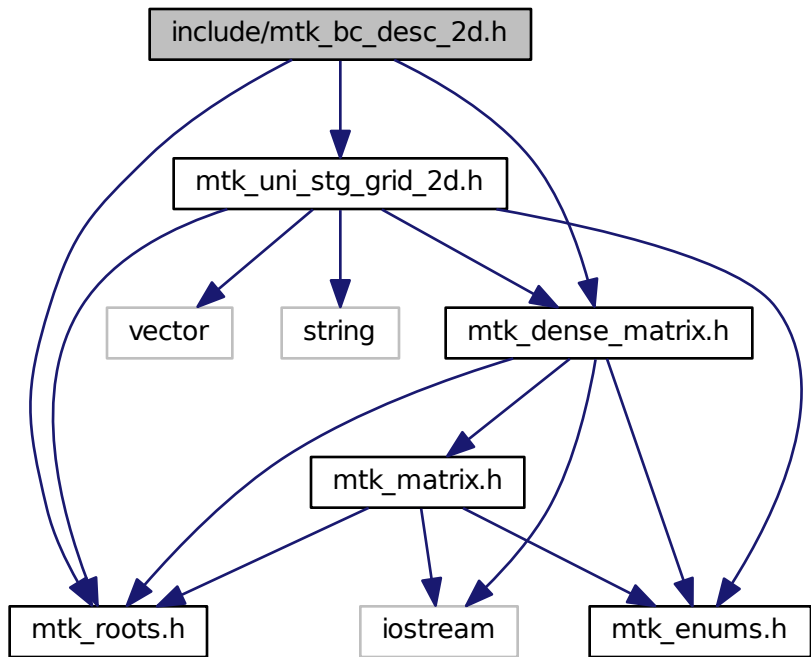 include/mtk_bc_desc_2d.h
mtk_uni_stg_grid_2d.h
vector
string
mtk_dense_matrix.h
mtk_matrix.h
mtk_roots.h
iostream
mtk_enums.h